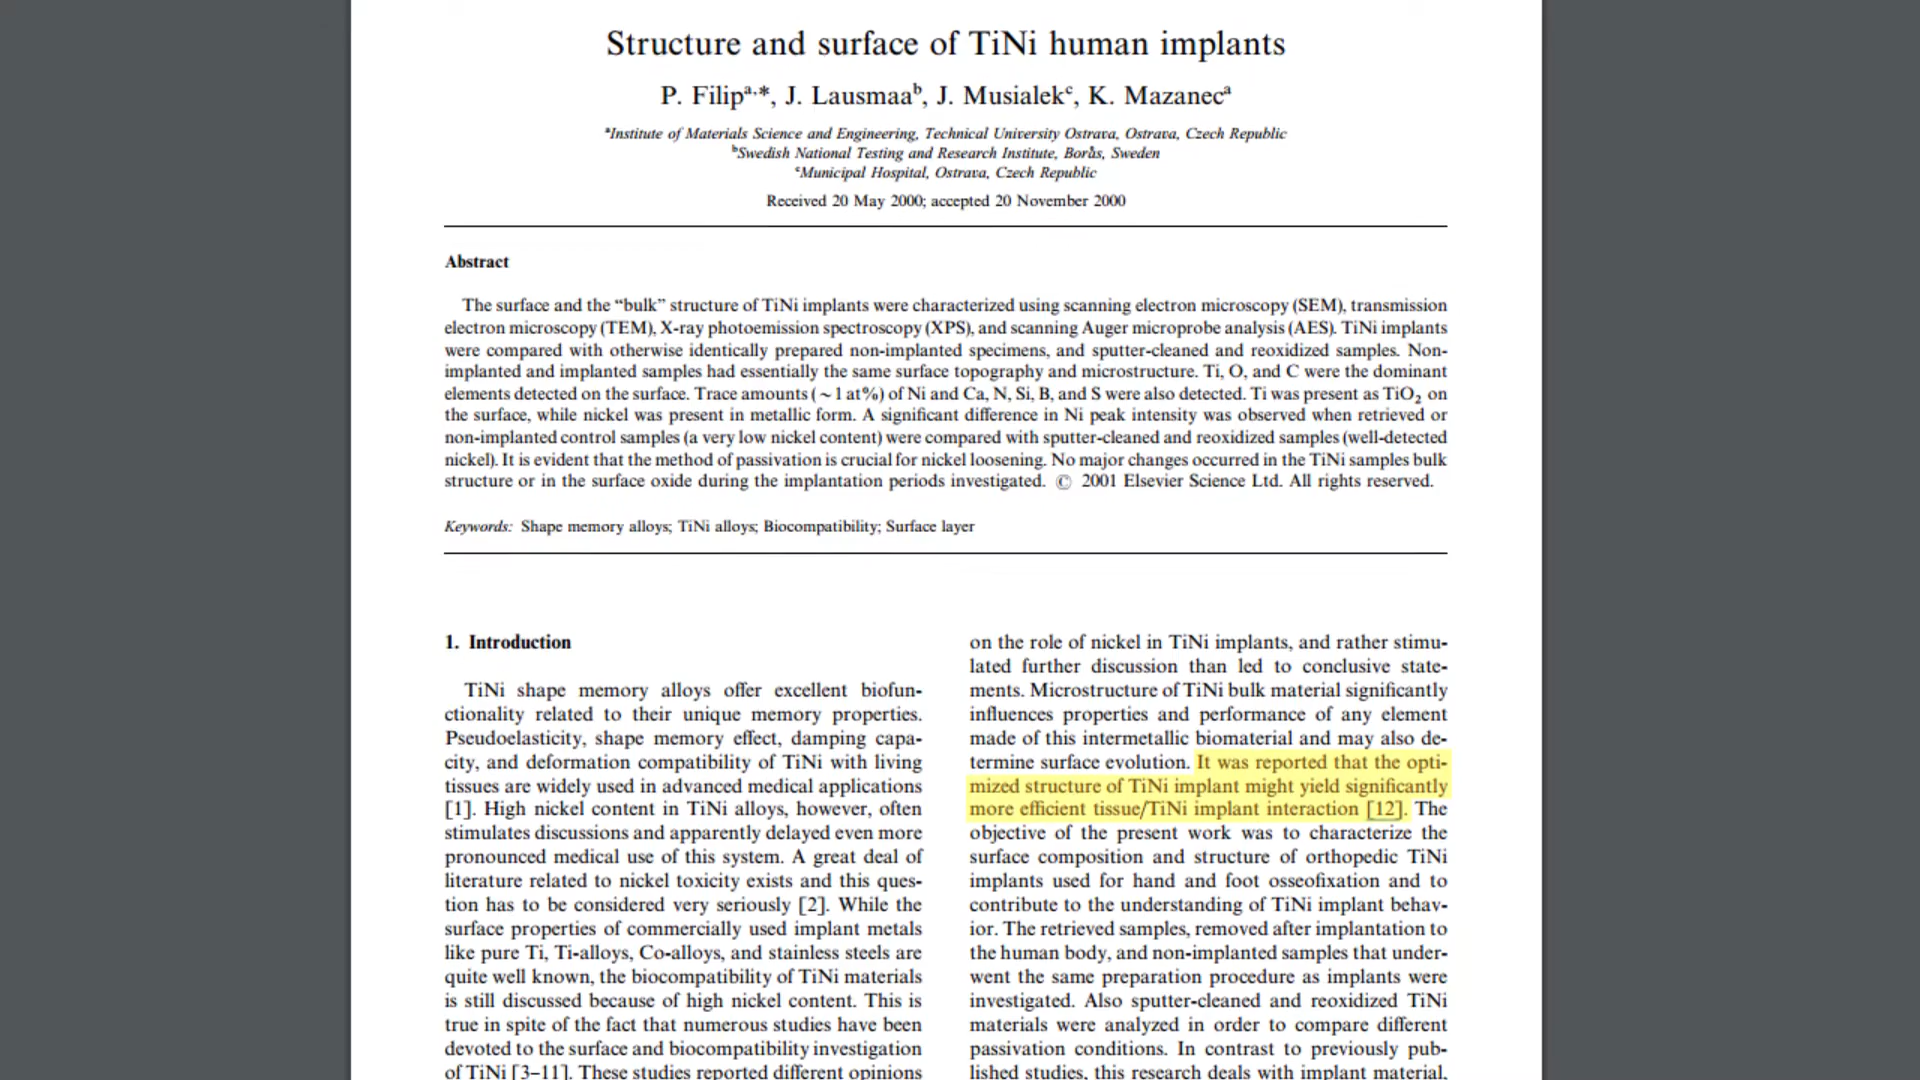 Structure and surface of TiNi human implants
P. Filipa,*, J. Lausmaab, J. Musialekc, K. Mazaneca
aInstitute of Materials Science and Engineering, Technical University Ostrava, Ostrava, Czech Republic
bSwedish National Testing and Research Institute, Borås, Sweden
cMunicipal Hospital, Ostrava, Czech Republic
Received 20 May 2000; accepted 20 November 2000
Abstract
The surface and the “bulk” structure of TiNi implants were characterized using scanning electron microscopy (SEM), transmission
electron microscopy (TEM), X-ray photoemission spectroscopy (XPS), and scanning Auger microprobe analysis (AES). TiNi implants
were compared with otherwise identically prepared non-implanted specimens, and sputter-cleaned and reoxidized samples. Non-
implanted and implanted samples had essentially the same surface topography and microstructure. Ti, O, and C were the dominant
elements detected on the surface. Trace amounts (~1 at%) of Ni and Ca, N, Si, B, and S were also detected. Ti was present as TiO2 on
the surface, while nickel was present in metallic form. A significant difference in Ni peak intensity was observed when retrieved or
non-implanted control samples (a very low nickel content) were compared with sputter-cleaned and reoxidized samples (well-detected
nickel). It is evident that the method of passivation is crucial for nickel loosening. No major changes occurred in the TiNi samples bulk
structure or in the surface oxide during the implantation periods investigated. © 2001 Elsevier Science Ltd. All rights reserved.
Keywords: Shape memory alloys; TiNi alloys; Biocompatibility; Surface layer
1. Introduction
TiNi shape memory alloys offer excellent biofun-
ctionality related to their unique memory properties.
Pseudoelasticity, shape memory effect, damping capa-
city, and deformation compatibility of TiNi with living
tissues are widely used in advanced medical applications
[1]. High nickel content in TiNi alloys, however, often
stimulates discussions and apparently delayed even more
pronounced medical use of this system. A great deal of
literature related to nickel toxicity exists and this ques-
tion has to be considered very seriously [2]. While the
surface properties of commercially used implant metals
like pure Ti, Ti-alloys, Co-alloys, and stainless steels are
quite well known, the biocompatibility of TiNi materials
is still discussed because of high nickel content. This is
true in spite of the fact that numerous studies have been
devoted to the surface and biocompatibility investigation
of TiNi [3–11]. These studies reported different opinions
on the role of nickel in TiNi implants, and rather stimu-
lated further discussion than led to conclusive state-
ments. Microstructure of TiNi bulk material significantly
influences properties and performance of any element
made of this intermetallic biomaterial and may also de-
termine surface evolution. It was reported that the opti-
mized structure of TiNi implant might yield significantly
more efficient tissue/TiNi implant interaction [12]. The
objective of the present work was to characterize the
surface composition and structure of orthopedic TiNi
implants used for hand and foot osseofixation and to
contribute to the understanding of TiNi implant behav-
ior. The retrieved samples, removed after implantation to
the human body, and non-implanted samples that under-
went the same preparation procedure as implants were
investigated. Also sputter-cleaned and reoxidized TiNi
materials were analyzed in order to compare different
passivation conditions. In contrast to previously pub-
lished studies, this research deals with implant material,